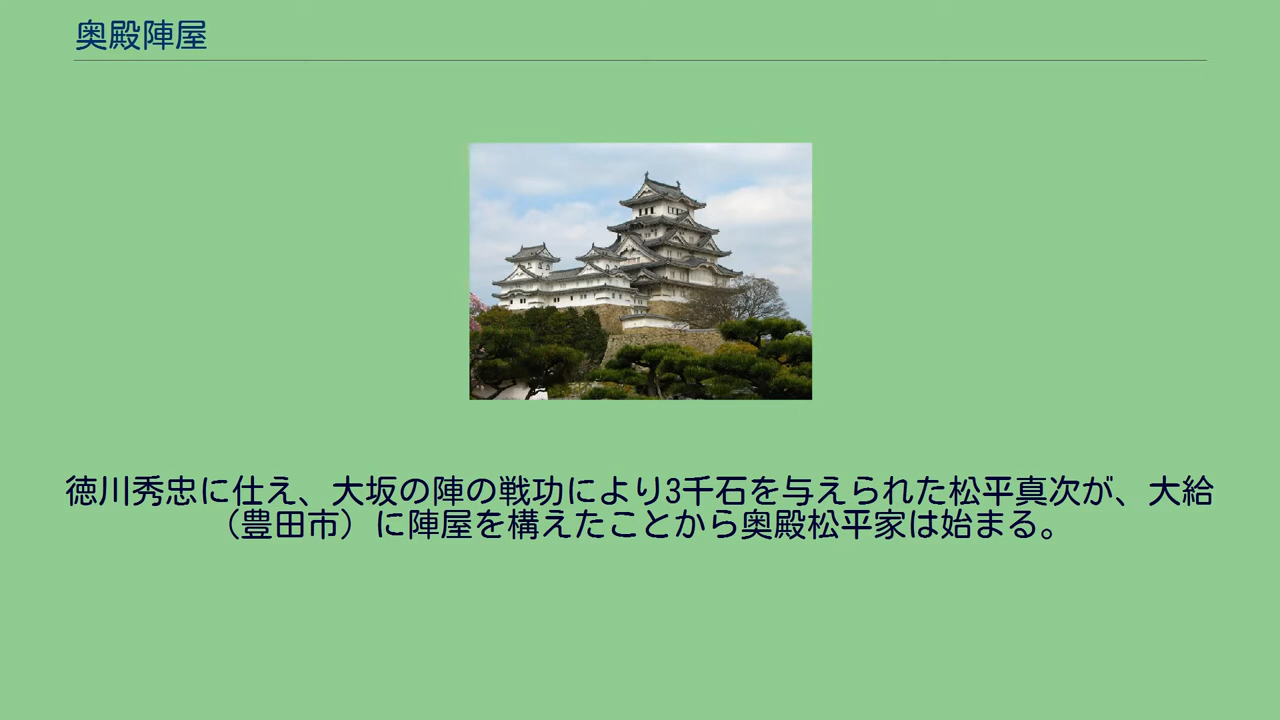 奥殿陣屋
徳川秀忠に仕え、大坂の陣の戦功により3千石を与えられた松平真次が、大給
（豊田市）に陣屋を構えたことから奥殿松平家は始まる。